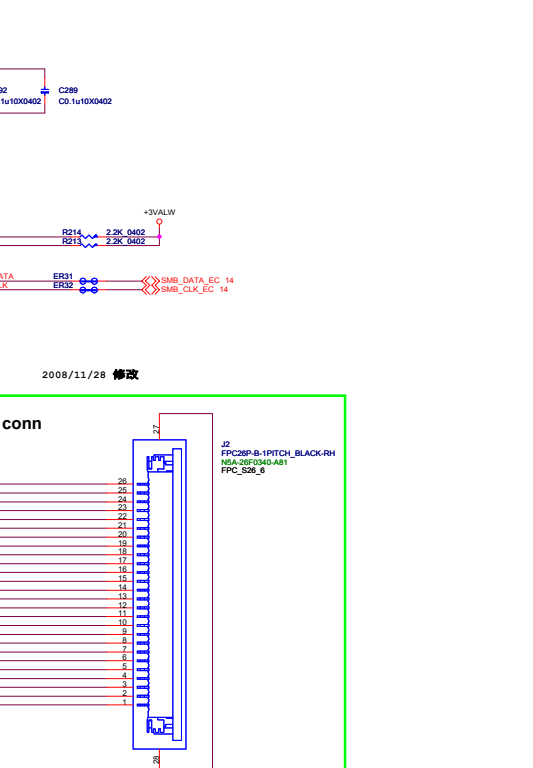 92 C289
1u10X0402 C0.1u10X0402
+3VALW
R214 2.2K_0402
R213 2.2K_0402
ATA ER31 SMB_DATA_EC 14
LK ER32 SMB_CLK_EC 14
2008/11/28 修改
conn
27
J2
FPC26P-B-1PITCH_BLACK-RH
N5A-26F0340-A81
FPC_S26_6
26
25
24
23
22
21
20
19
18
17
16
15
14
13
12
11
10
9
8
7
6
5
4
3
2
1
28